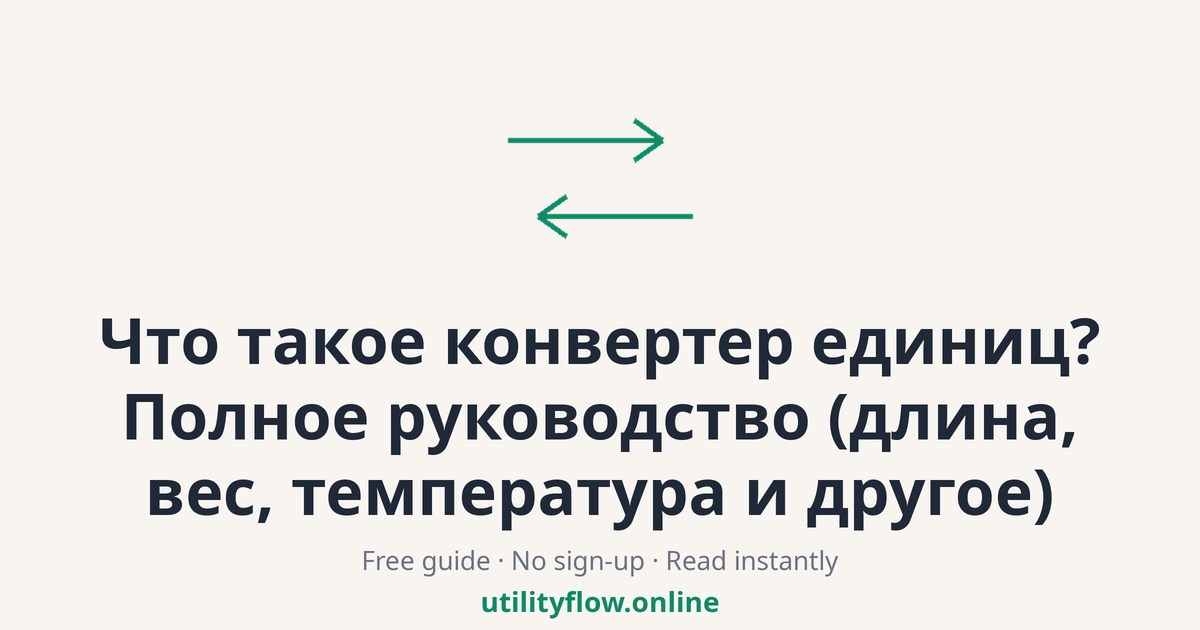 Что такое конвертер единиц?
Полное руководство (длина,
вес, температура и другое)
Free guide · No sign-up · Read instantly
utilityflow.online